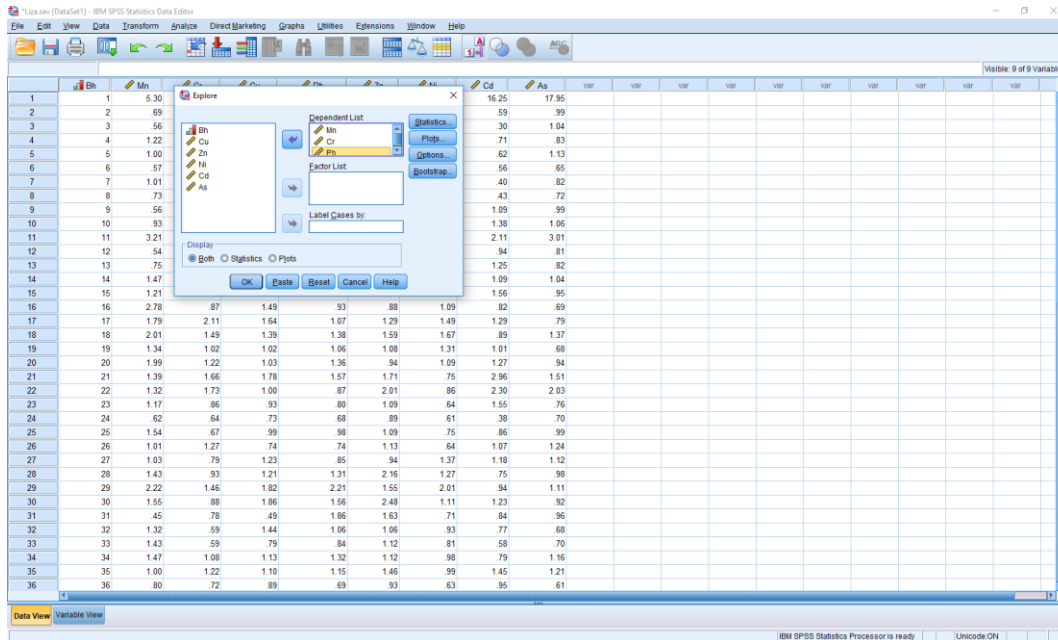 *Liza.sav [DataSet1] - IBM SPSS Statistics Data Editor
File Edit View Data Transform Analyze Direct Marketing Graphs Utilities Extensions Window Help
Visible: 9 of 9 Variabl
Bh Mn Cd As var var var var var var var var var var
Explore
Dependent List:
Bh Mn
Cu Cr
Zn Ph
Ni
Cd
As
Factor List:
Label Cases by:
Display
Both Statistics Plots
Statistics...
Plots...
Options...
Bootstrap...
OK Paste Reset Cancel Help
1 1 5.30 16.25 17.95
2 2 .69 .59 .99
3 3 .56 .30 1.04
4 4 1.22 .71 .83
5 5 1.00 .62 1.13
6 6 .57 .56 .65
7 7 1.01 .40 .82
8 8 .73 .43 .72
9 9 .56 1.09 .99
10 10 .93 1.38 1.06
11 11 3.21 2.11 3.01
12 12 .54 .94 .81
13 13 .75 1.25 .82
14 14 1.47 1.09 1.04
15 15 1.21 1.56 .95
16 16 2.78 .87 1.49 .93 .88 1.09 .82 .69
17 17 1.79 2.11 1.64 1.07 1.29 1.49 1.29 .79
18 18 2.01 1.49 1.39 1.38 1.59 1.67 .89 1.37
19 19 1.34 1.02 1.02 1.06 1.08 1.31 1.01 .68
20 20 1.99 1.22 1.03 1.36 .94 1.09 1.27 .94
21 21 1.39 1.66 1.78 1.57 1.71 .75 2.96 1.51
22 22 1.32 1.73 1.00 .87 2.01 .86 2.30 2.03
23 23 1.17 .86 .93 .80 1.09 .64 1.55 .76
24 24 .62 .64 .73 .68 .89 .61 .38 .70
25 25 1.54 .67 .99 .98 1.09 .75 .86 .99
26 26 1.01 1.27 .74 .74 1.13 .64 1.07 1.24
27 27 1.03 .79 1.23 .85 .94 1.37 1.18 1.12
28 28 1.43 .93 1.21 1.31 2.16 1.27 .75 .98
29 29 2.22 1.46 1.82 2.21 1.55 2.01 .94 1.11
30 30 1.55 .88 1.86 1.56 2.48 1.11 1.23 .92
31 31 .45 .78 .49 1.86 1.63 .71 .84 .96
32 32 1.32 .59 1.44 1.06 1.06 .93 .77 .68
33 33 1.43 .59 .79 .84 1.12 .81 .58 .70
34 34 1.47 1.08 1.13 1.32 1.12 .98 .79 1.16
35 35 1.00 1.22 1.10 1.15 1.46 .99 1.45 1.21
36 36 .80 .72 .89 .69 .93 .63 .95 .61
Data View Variable View
IBM SPSS Statistics Processor is ready Unicode:ON